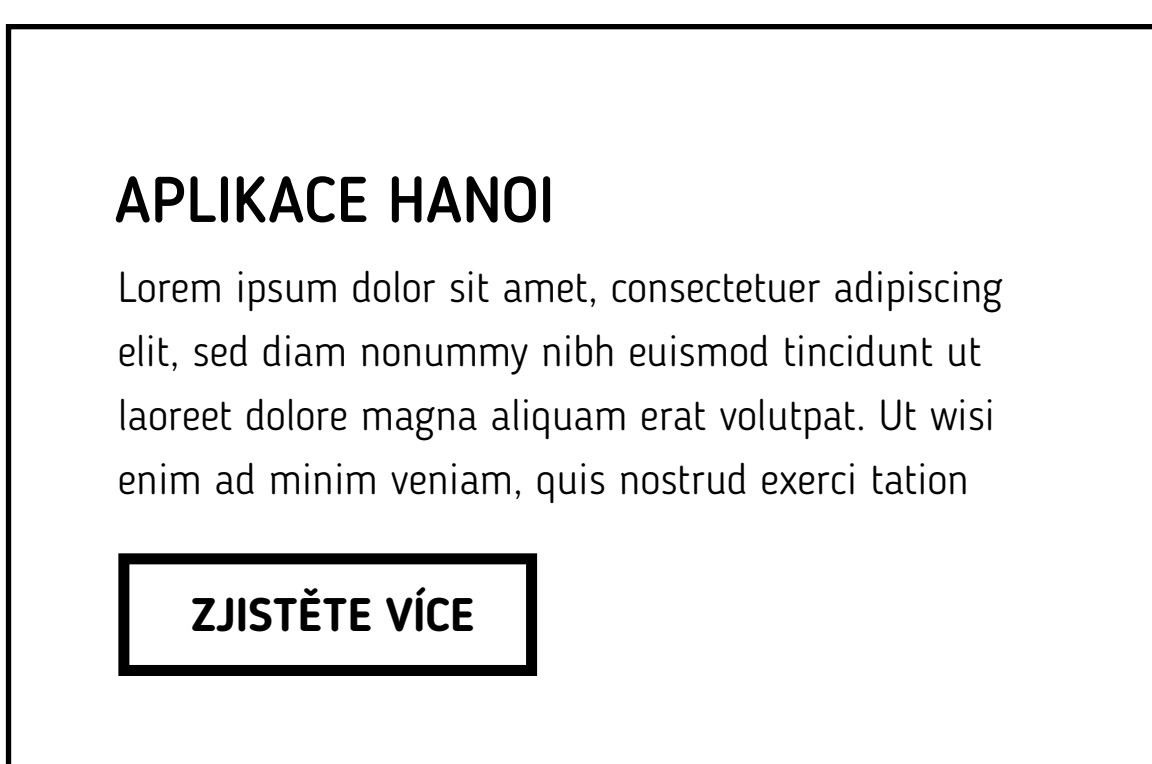 APLIKACE HANOI
Lorem ipsum dolor sit amet, consectetuer adipiscing
elit, sed diam nonummy nibh euismod tincidunt ut
laoreet dolore magna aliquam erat volutpat. Ut wisi
enim ad minim veniam, quis nostrud exerci tation
ZJISTĚTE VÍCE